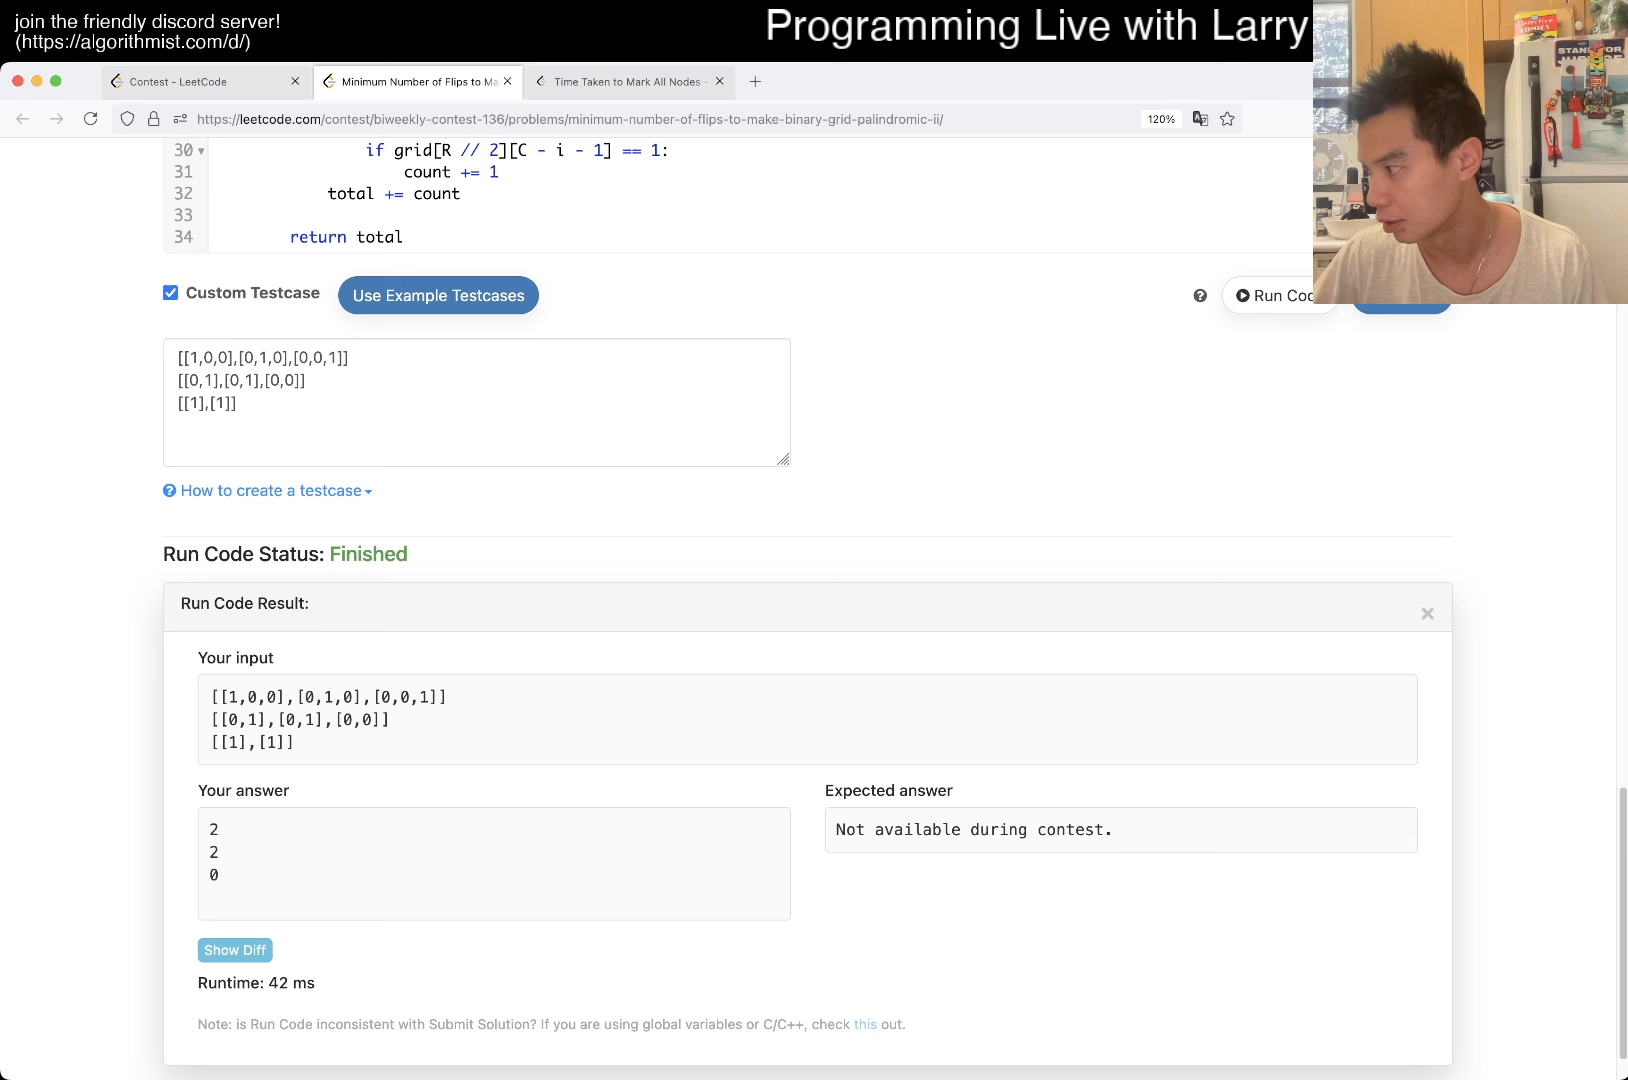 join the friendly discord server!
(https://algorithmist.com/d/)
Programming Live with Larry
Contest - LeetCode
Minimum Number of Flips to Ma
Time Taken to Mark All Nodes -
https://leetcode.com/contest/biweekly-contest-136/problems/minimum-number-of-flips-to-make-binary-grid-palindromic-ii/
120%
30 if grid[R // 2][C - i - 1] == 1:
31 count += 1
32 total += count
33
34 return total
Custom Testcase
Use Example Testcases
Run Cod
[[1,0,0],[0,1,0],[0,0,1]]
[[0,1],[0,1],[0,0]]
[[1],[1]]
How to create a testcase
Run Code Status: Finished
Run Code Result:
Your input
[[1,0,0],[0,1,0],[0,0,1]]
[[0,1],[0,1],[0,0]]
[[1],[1]]
Your answer
Expected answer
2
2
0
Not available during contest.
Show Diff
Runtime: 42 ms
Note: is Run Code inconsistent with Submit Solution? If you are using global variables or C/C++, check this out.